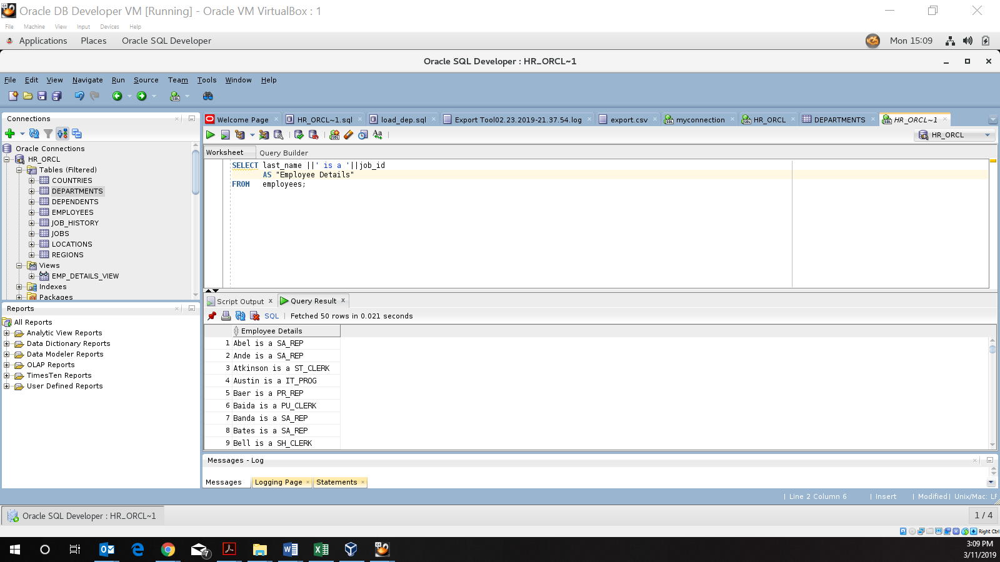 Oracle DB Developer VM [Running] - Oracle VM VirtualBox : 1
File Machine View Input Devices Help
Applications Places Oracle SQL Developer Mon 15:09
Oracle SQL Developer : HR_ORCL~1
File Edit View Navigate Run Source Team Tools Window Help
Connections
Oracle Connections
HR_ORCL
Tables (Filtered)
COUNTRIES
DEPARTMENTS
DEPENDENTS
EMPLOYEES
JOB_HISTORY
JOBS
LOCATIONS
REGIONS
Views
EMP_DETAILS_VIEW
Indexes
Packages
Reports
All Reports
Analytic View Reports
Data Dictionary Reports
Data Modeler Reports
OLAP Reports
TimesTen Reports
User Defined Reports
Welcome Page HR_ORCL~1.sql load_dep.sql Export Tool02.23.2019-21.37.54.log export.csv myconnection HR_ORCL DEPARTMENTS HR_ORCL~1
HR_ORCL
Worksheet Query Builder
SELECT last_name ||' is a '||job_id
AS "Employee Details"
FROM employees;
Script Output x Query Result x
SQL | Fetched 50 rows in 0.021 seconds
Employee Details
1 Abel is a SA_REP
2 Ande is a SA_REP
3 Atkinson is a ST_CLERK
4 Austin is a IT_PROG
5 Baer is a PR_REP
6 Baida is a PU_CLERK
7 Banda is a SA_REP
8 Bates is a SA_REP
9 Bell is a SH_CLERK
Messages - Log
Messages Logging Page Statements
| Line 2 Column 6 | Insert | Modified | Unix/Mac: LF
Oracle SQL Developer : HR_ORCL~1 1 / 4
Right Ctrl
7
3:09 PM
3/11/2019